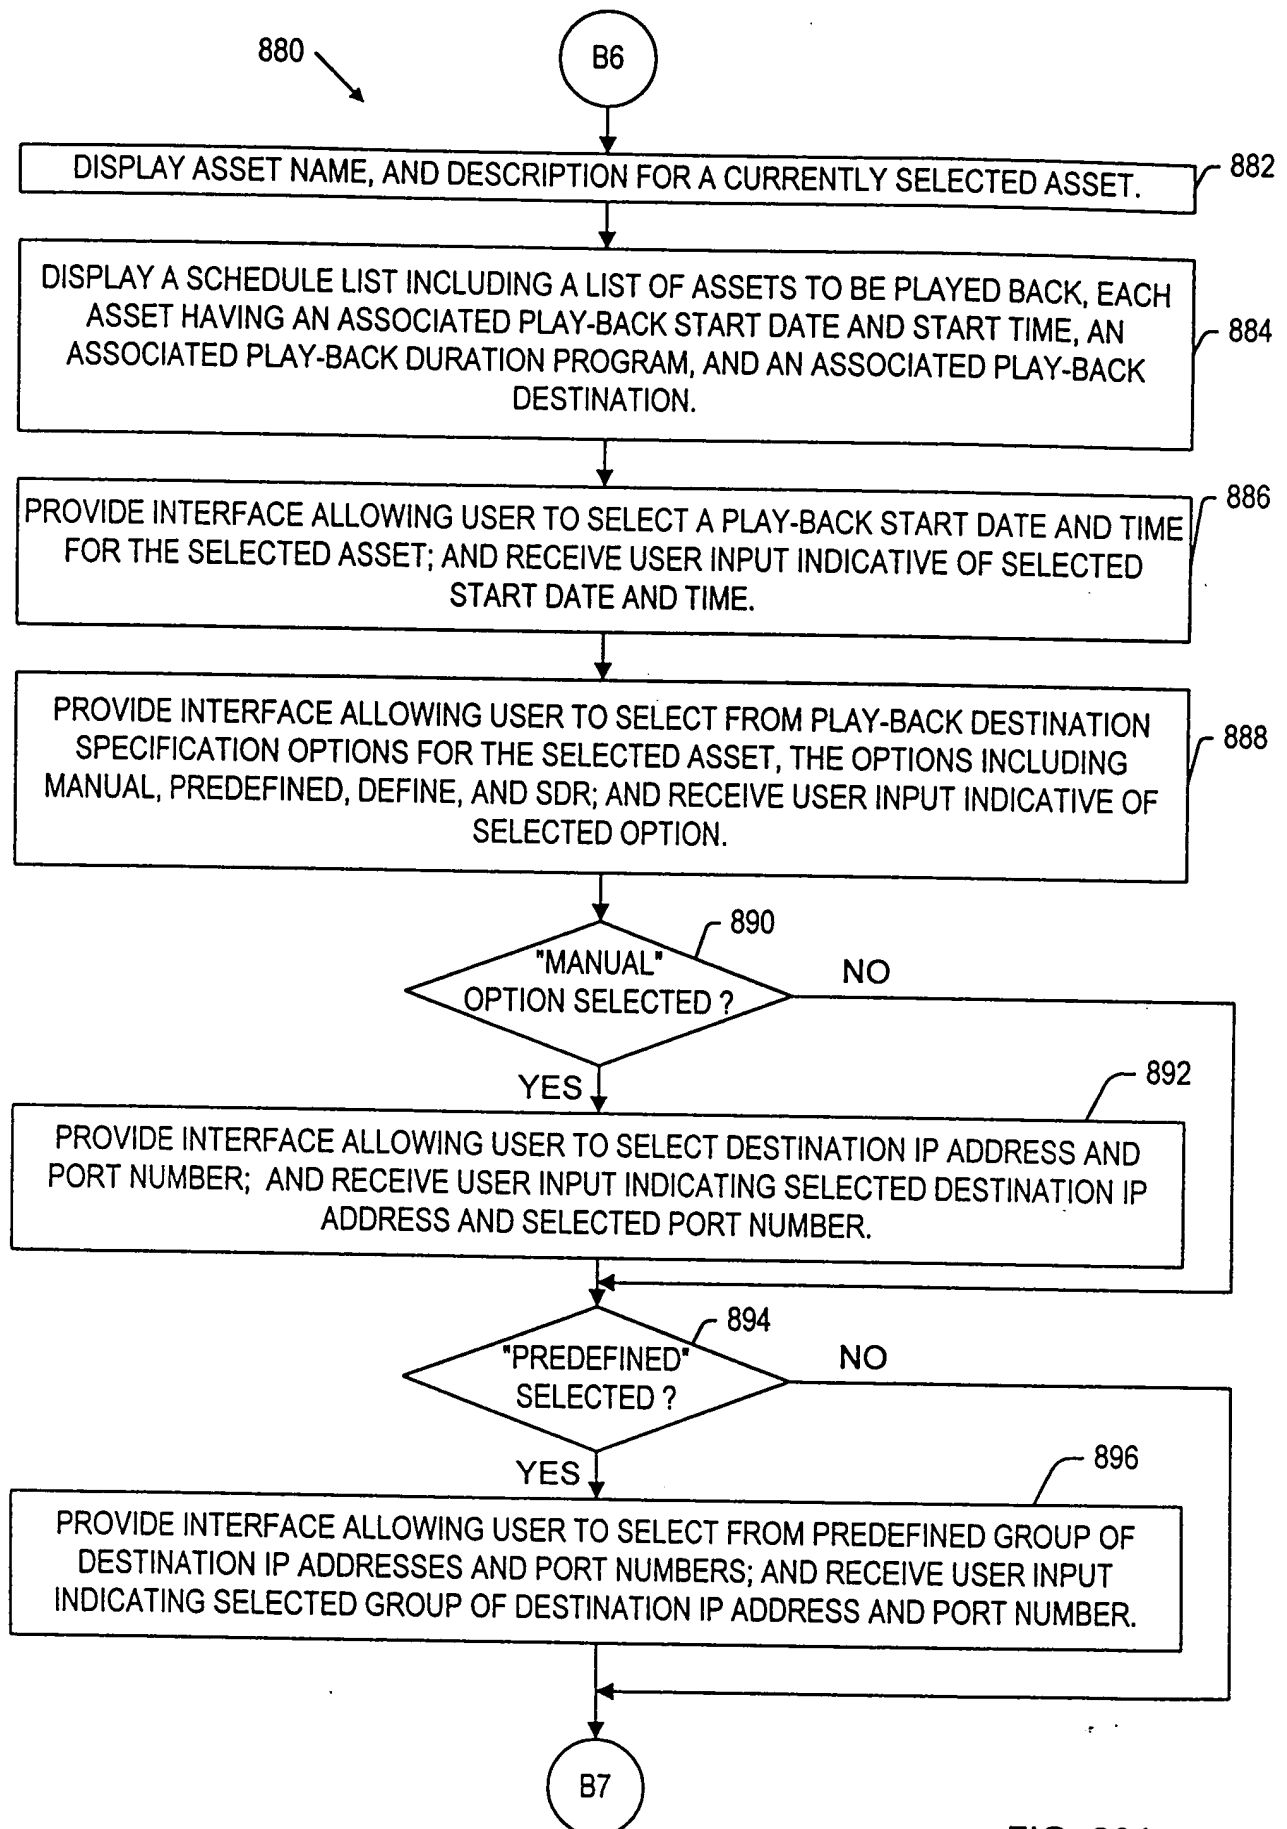 880
B6
DISPLAY ASSET NAME, AND DESCRIPTION FOR A CURRENTLY SELECTED ASSET.
882
DISPLAY A SCHEDULE LIST INCLUDING A LIST OF ASSETS TO BE PLAYED BACK, EACH
ASSET HAVING AN ASSOCIATED PLAY-BACK START DATE AND START TIME, AN
ASSOCIATED PLAY-BACK DURATION PROGRAM, AND AN ASSOCIATED PLAY-BACK
DESTINATION.
884
PROVIDE INTERFACE ALLOWING USER TO SELECT A PLAY-BACK START DATE AND TIME
FOR THE SELECTED ASSET; AND RECEIVE USER INPUT INDICATIVE OF SELECTED
START DATE AND TIME.
886
PROVIDE INTERFACE ALLOWING USER TO SELECT FROM PLAY-BACK DESTINATION
SPECIFICATION OPTIONS FOR THE SELECTED ASSET, THE OPTIONS INCLUDING
MANUAL, PREDEFINED, DEFINE, AND SDR; AND RECEIVE USER INPUT INDICATIVE OF
SELECTED OPTION.
888
890
"MANUAL"
OPTION SELECTED ?
NO
YES
892
PROVIDE INTERFACE ALLOWING USER TO SELECT DESTINATION IP ADDRESS AND
PORT NUMBER; AND RECEIVE USER INPUT INDICATING SELECTED DESTINATION IP
ADDRESS AND SELECTED PORT NUMBER.
894
"PREDEFINED"
SELECTED ?
NO
YES
896
PROVIDE INTERFACE ALLOWING USER TO SELECT FROM PREDEFINED GROUP OF
DESTINATION IP ADDRESSES AND PORT NUMBERS; AND RECEIVE USER INPUT
INDICATING SELECTED GROUP OF DESTINATION IP ADDRESS AND PORT NUMBER.
B7